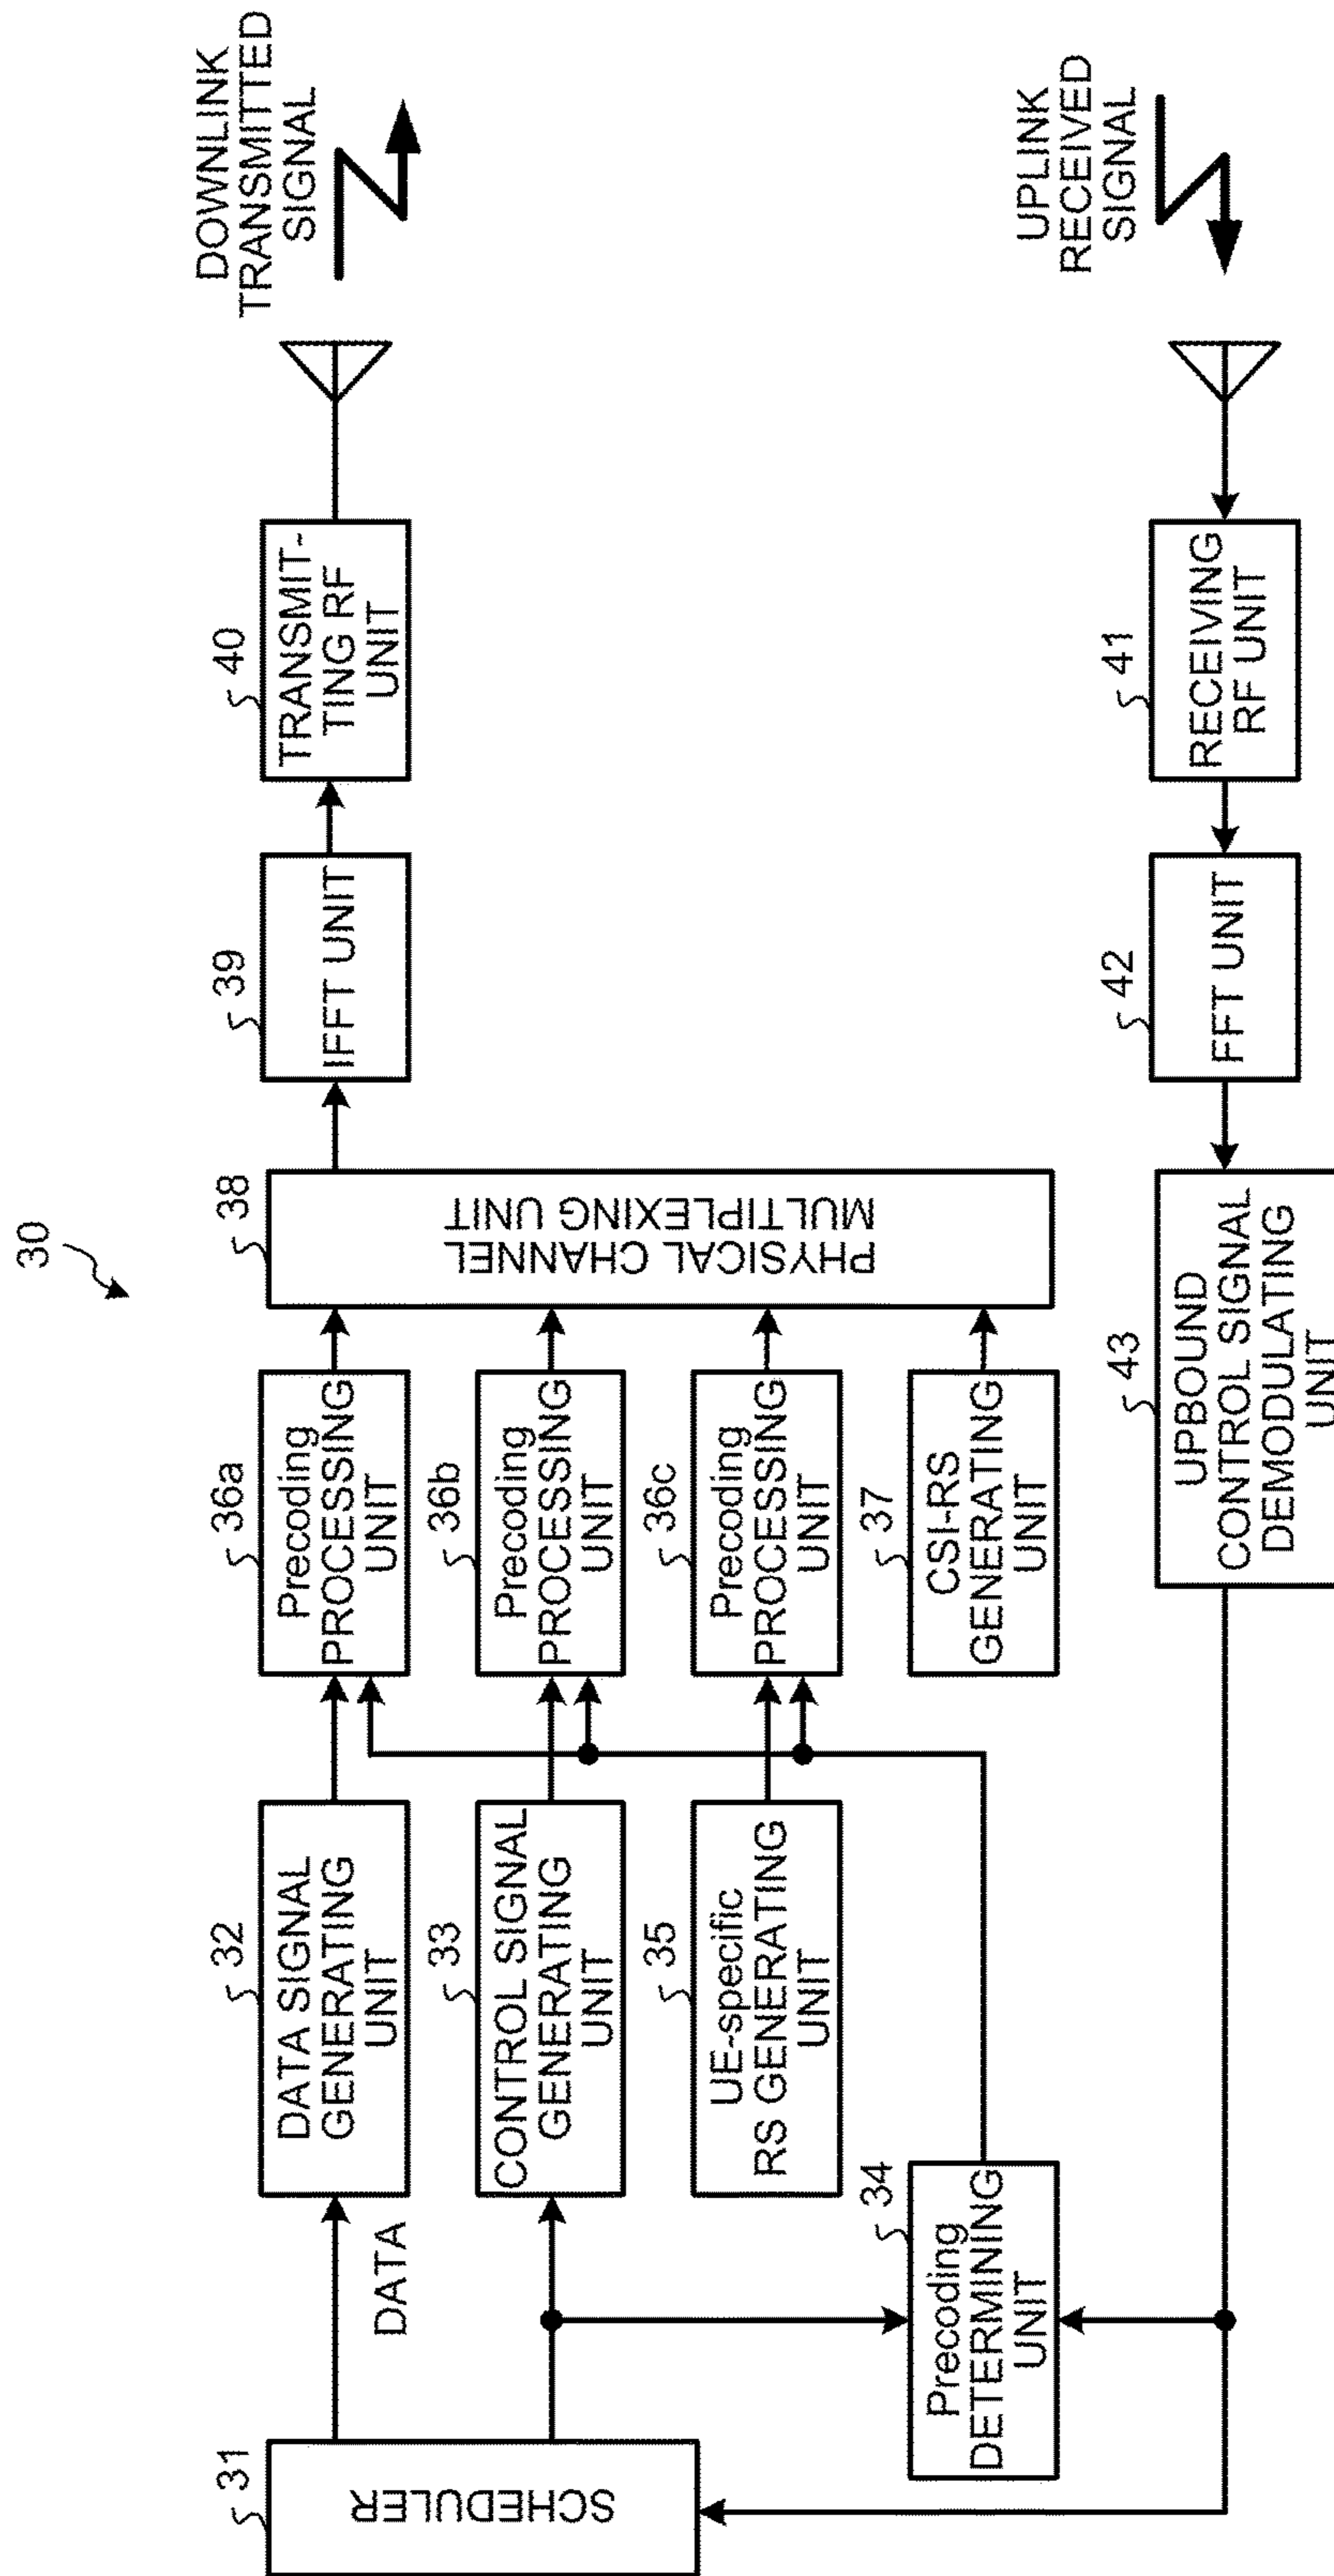 30
31
SCHEDULER
DATA
32
DATA SIGNAL
GENERATING
UNIT
33
CONTROL SIGNAL
GENERATING
UNIT
35
UE-specific
RS GENERATING
UNIT
34
Precoding
DETERMINING
UNIT
36a
Precoding
PROCESSING
UNIT
36b
Precoding
PROCESSING
UNIT
36c
Precoding
PROCESSING
UNIT
37
CSI-RS
GENERATING
UNIT
38
PHYSICAL CHANNEL
MULTIPLEXING UNIT
39
IFFT UNIT
40
TRANSMIT-
TING RF
UNIT
DOWNLINK
TRANSMITTED
SIGNAL
43
UPBOUND
CONTROL SIGNAL
DEMODULATING
UNIT
42
FFT UNIT
41
RECEIVING
RF UNIT
UPLINK
RECEIVED
SIGNAL